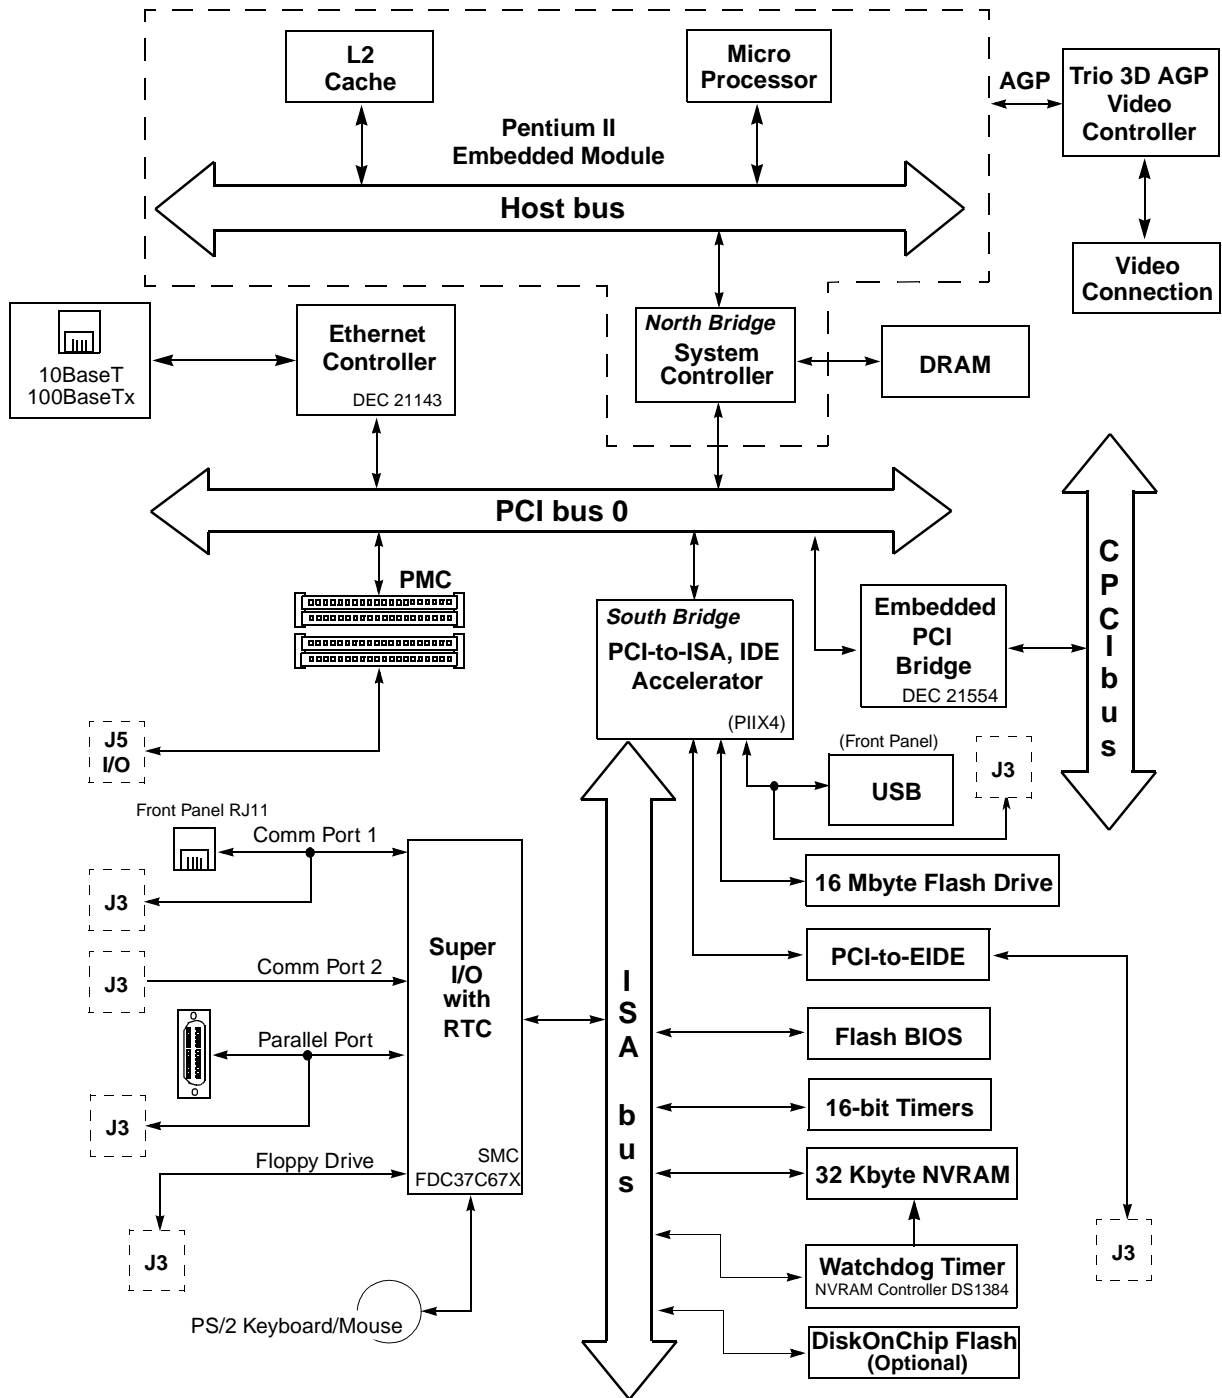 L2
Cache
Micro
Processor
AGP
Trio 3D AGP
Video
Controller
Pentium II
Embedded Module
Host bus
Video
Connection
10BaseT
100BaseTx
Ethernet
Controller
DEC 21143
North Bridge
System
Controller
DRAM
PCI bus 0
CPCIbus
PMC
South Bridge
PCI-to-ISA, IDE
Accelerator
(PIIX4)
Embedded
PCI
Bridge
DEC 21554
J5
I/O
(Front Panel)
USB
J3
Front Panel RJ11
Comm Port 1
J3
16 Mbyte Flash Drive
Super
I/O
with
RTC
SMC
FDC37C67X
ISA bus
Comm Port 2
J3
PCI-to-EIDE
Parallel Port
Flash BIOS
J3
16-bit Timers
Floppy Drive
32 Kbyte NVRAM
J3
J3
Watchdog Timer
NVRAM Controller DS1384
PS/2 Keyboard/Mouse
DiskOnChip Flash
(Optional)